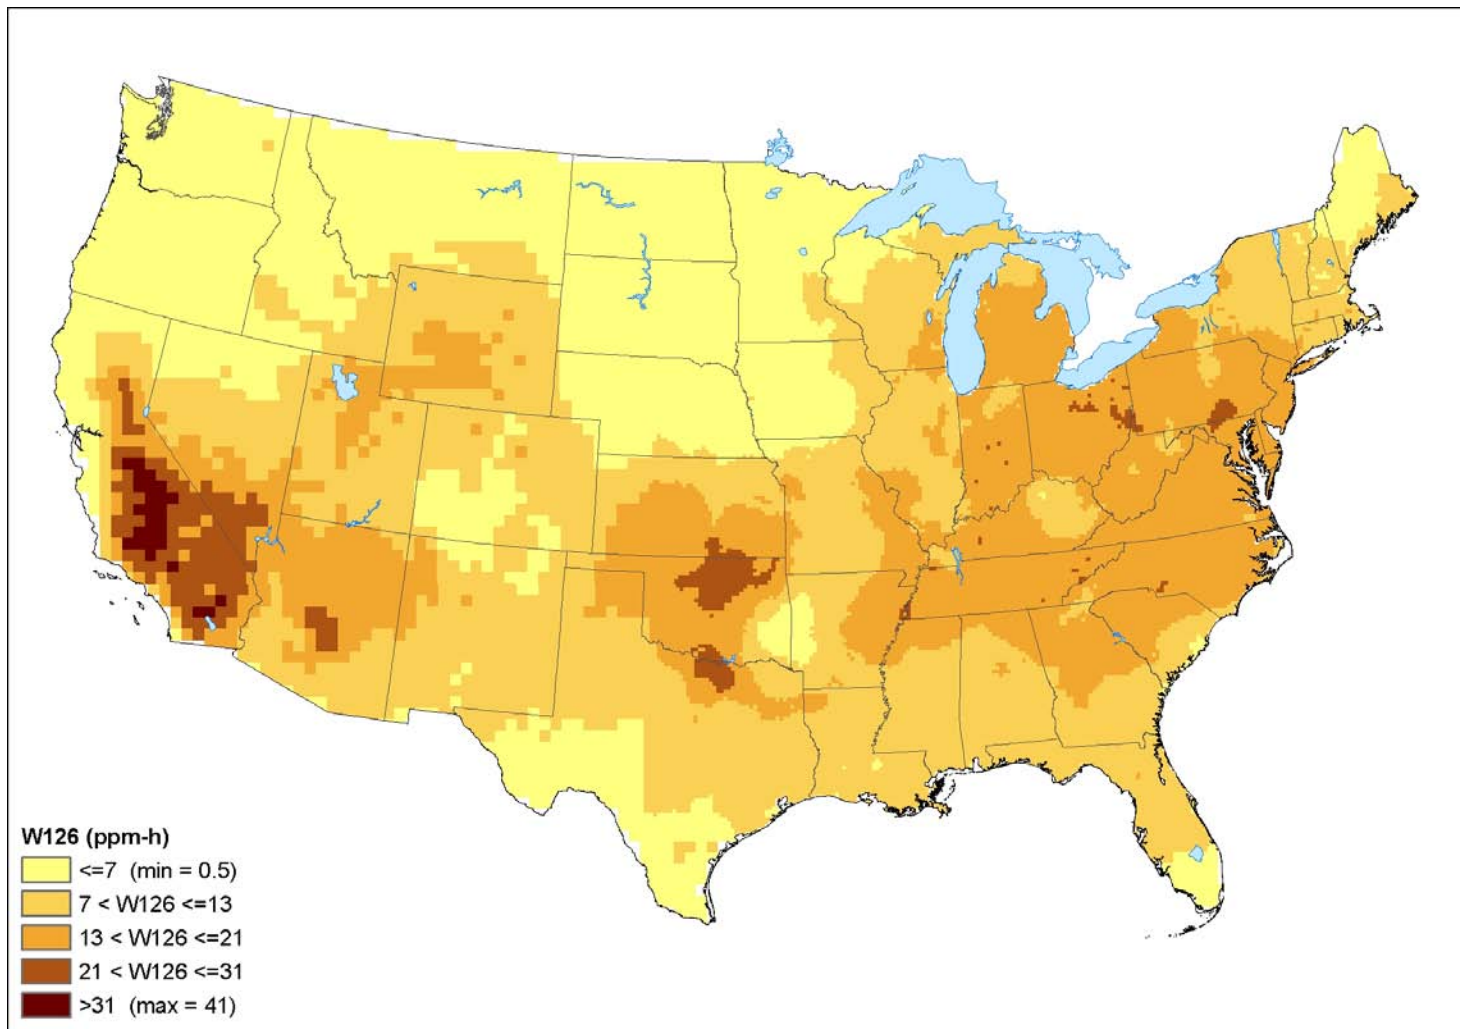 W126 (ppm-h)
<=7 (min = 0.5)
7 < W126 <=13
13 < W126 <=21
21 < W126 <=31
>31 (max = 41)